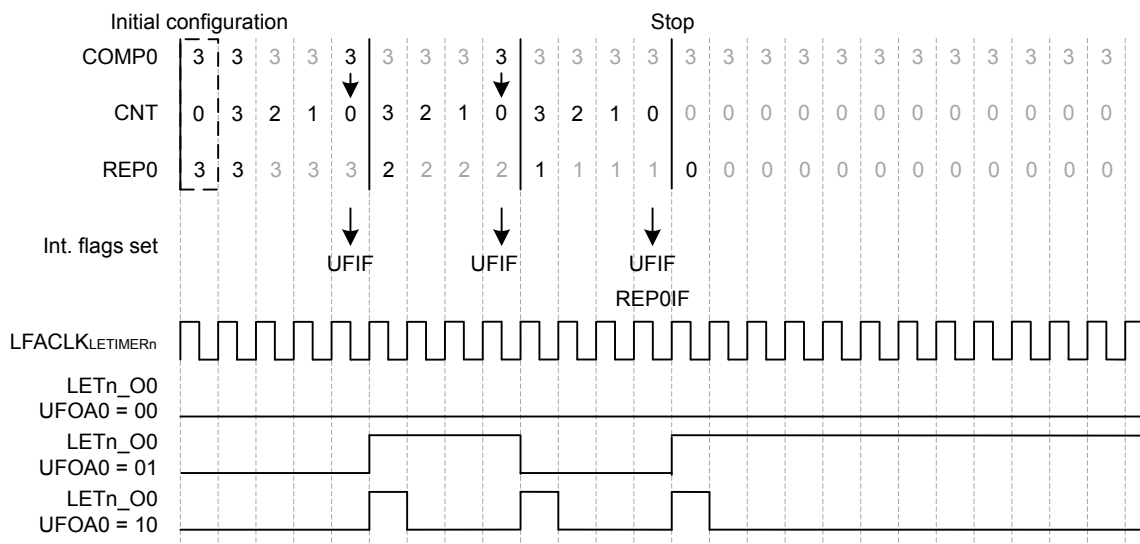 Initial configuration Stop
COMP0 3 3 3 3 3 3 3 3 3 3 3 3 3 3 3 3 3 3 3 3 3 3 3 3 3
CNT 0 3 2 1 0 3 2 1 0 3 2 1 0 0 0 0 0 0 0 0 0 0 0 0 0
REP0 3 3 3 3 3 2 2 2 2 1 1 1 1 0 0 0 0 0 0 0 0 0 0 0 0
Int. flags set
UFIF UFIF UFIF
REP0IF
LFACLKLETIMERn
LETn_O0
UFOA0 = 00
LETn_O0
UFOA0 = 01
LETn_O0
UFOA0 = 10